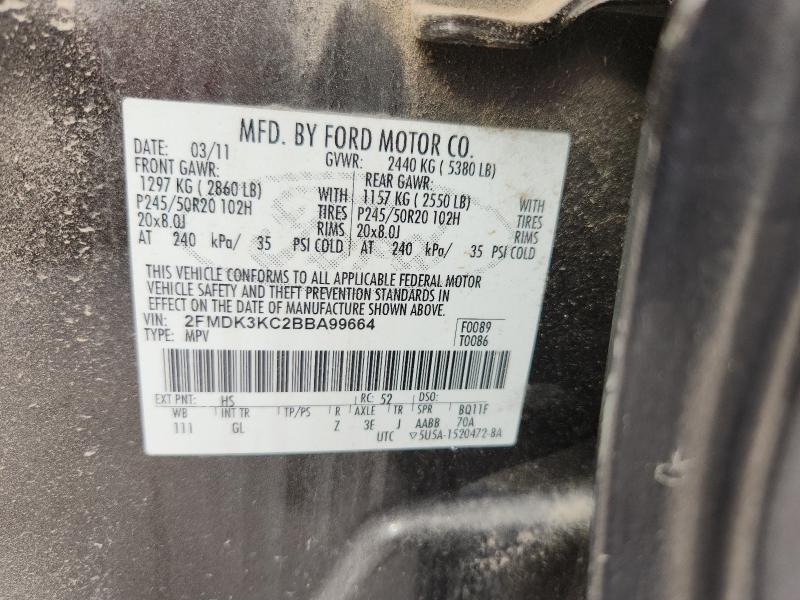 MFD. BY FORD MOTOR CO.
DATE: 03/11 GVWR: 2440 KG ( 5380 LB)
FRONT GAWR: REAR GAWR:
1297 KG ( 2860 LB) WITH 1157 KG ( 2550 LB) WITH
P245/50R20 102H TIRES P245/50R20 102H TIRES
20x8.0J RIMS 20x8.0J RIMS
AT 240 kPa/ 35 PSI COLD AT 240 kPa/ 35 PSI COLD
THIS VEHICLE CONFORMS TO ALL APPLICABLE FEDERAL MOTOR
VEHICLE SAFETY AND THEFT PREVENTION STANDARDS IN
EFFECT ON THE DATE OF MANUFACTURE SHOWN ABOVE.
VIN: 2FMDK3KC2BBA99664 F0089
TYPE: MPV T0086
EXT PNT: HS RC: 52 DSO:
WB INT TR TP/PS R AXLE TR SPR BQ11F
111 GL Z 3E J AABB 70A
UTC ▽5U5A-1520472-BA